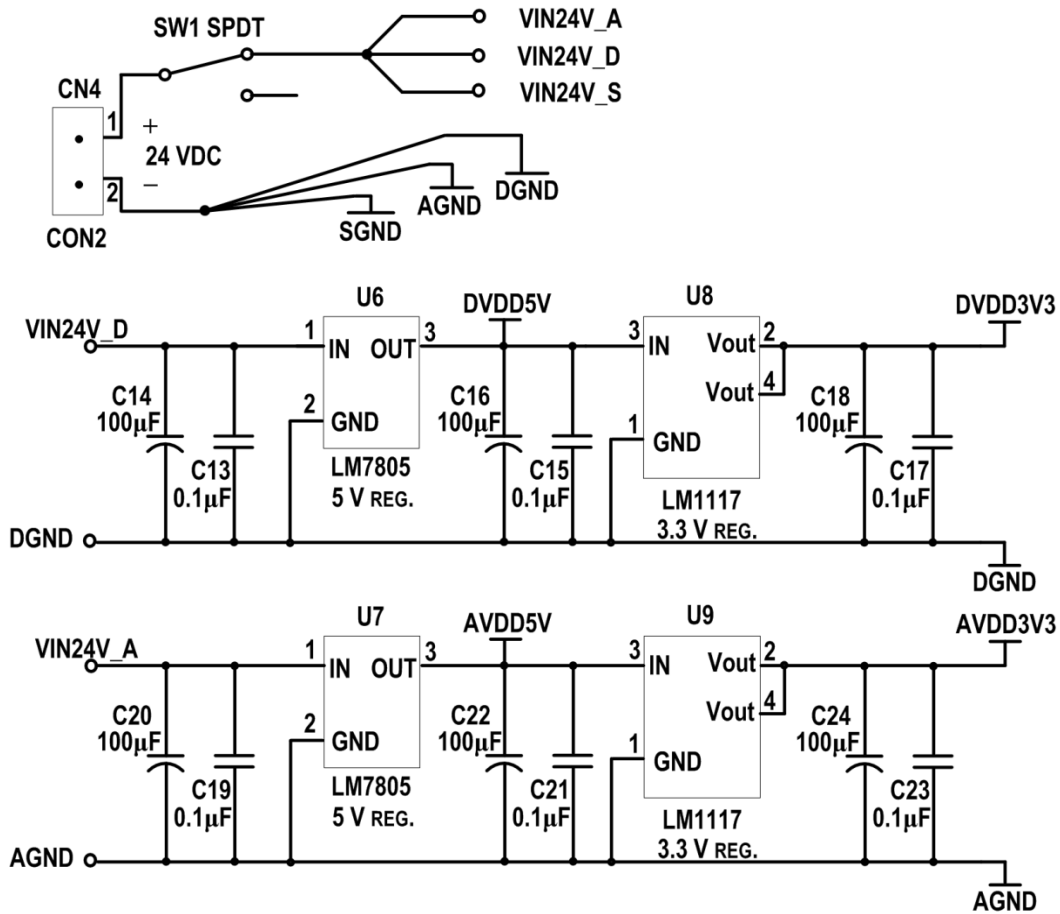 SW1 SPDT
VIN24V_A
VIN24V_D
VIN24V_S
CN4
1
+
24 VDC
2
−
CON2
DGND
AGND
SGND
U6
DVDD5V
U8
DVDD3V3
VIN24V_D
1
IN OUT
3
3
IN Vout
2
Vout
4
C14
100µF
2
GND
C16
100µF
1
GND
C18
100µF
C13
0.1µF
LM7805
5 V REG.
C15
0.1µF
LM1117
3.3 V REG.
C17
0.1µF
DGND
DGND
U7
AVDD5V
U9
AVDD3V3
VIN24V_A
1
IN OUT
3
3
IN Vout
2
Vout
4
C20
100µF
2
GND
C22
100µF
1
GND
C24
100µF
C19
0.1µF
LM7805
5 V REG.
C21
0.1µF
LM1117
3.3 V REG.
C23
0.1µF
AGND
AGND